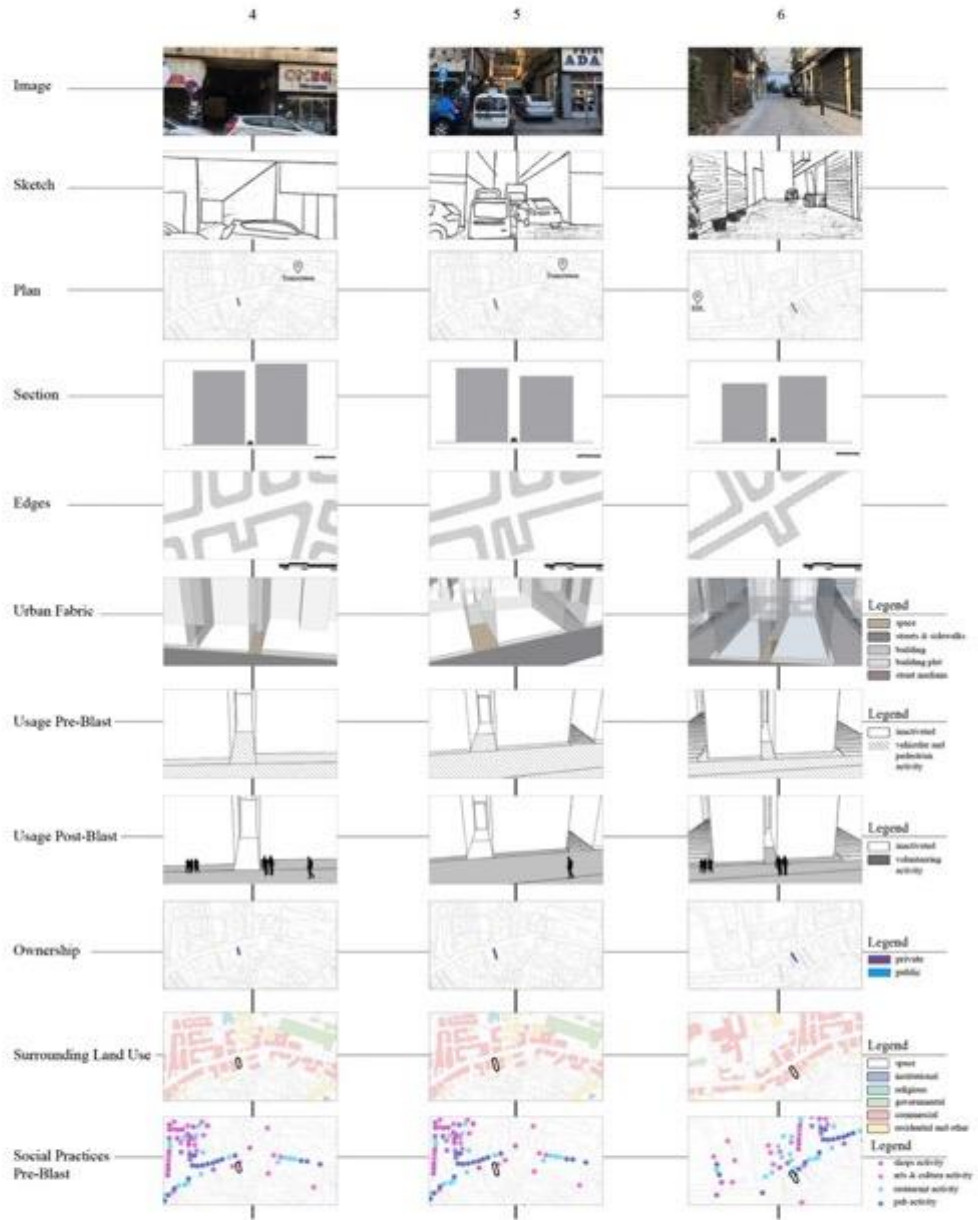 4 5 6
Image
ADA
Sketch
Plan
Section
Edges
Urban Fabric
Legend
space
streets & sidewalks
building
building plot
street medians
Usage Pre-Blast
Legend
inactivated
vehicular and
pedestrian
activity
Usage Post-Blast
Legend
inactivated
volunteering
activity
Ownership
Legend
private
public
Surrounding Land Use
Legend
space
institutional
religious
governmental
commercial
residential and other
Social Practices
Pre-Blast
Legend
shops activity
arts & culture activity
restaurant activity
pub activity